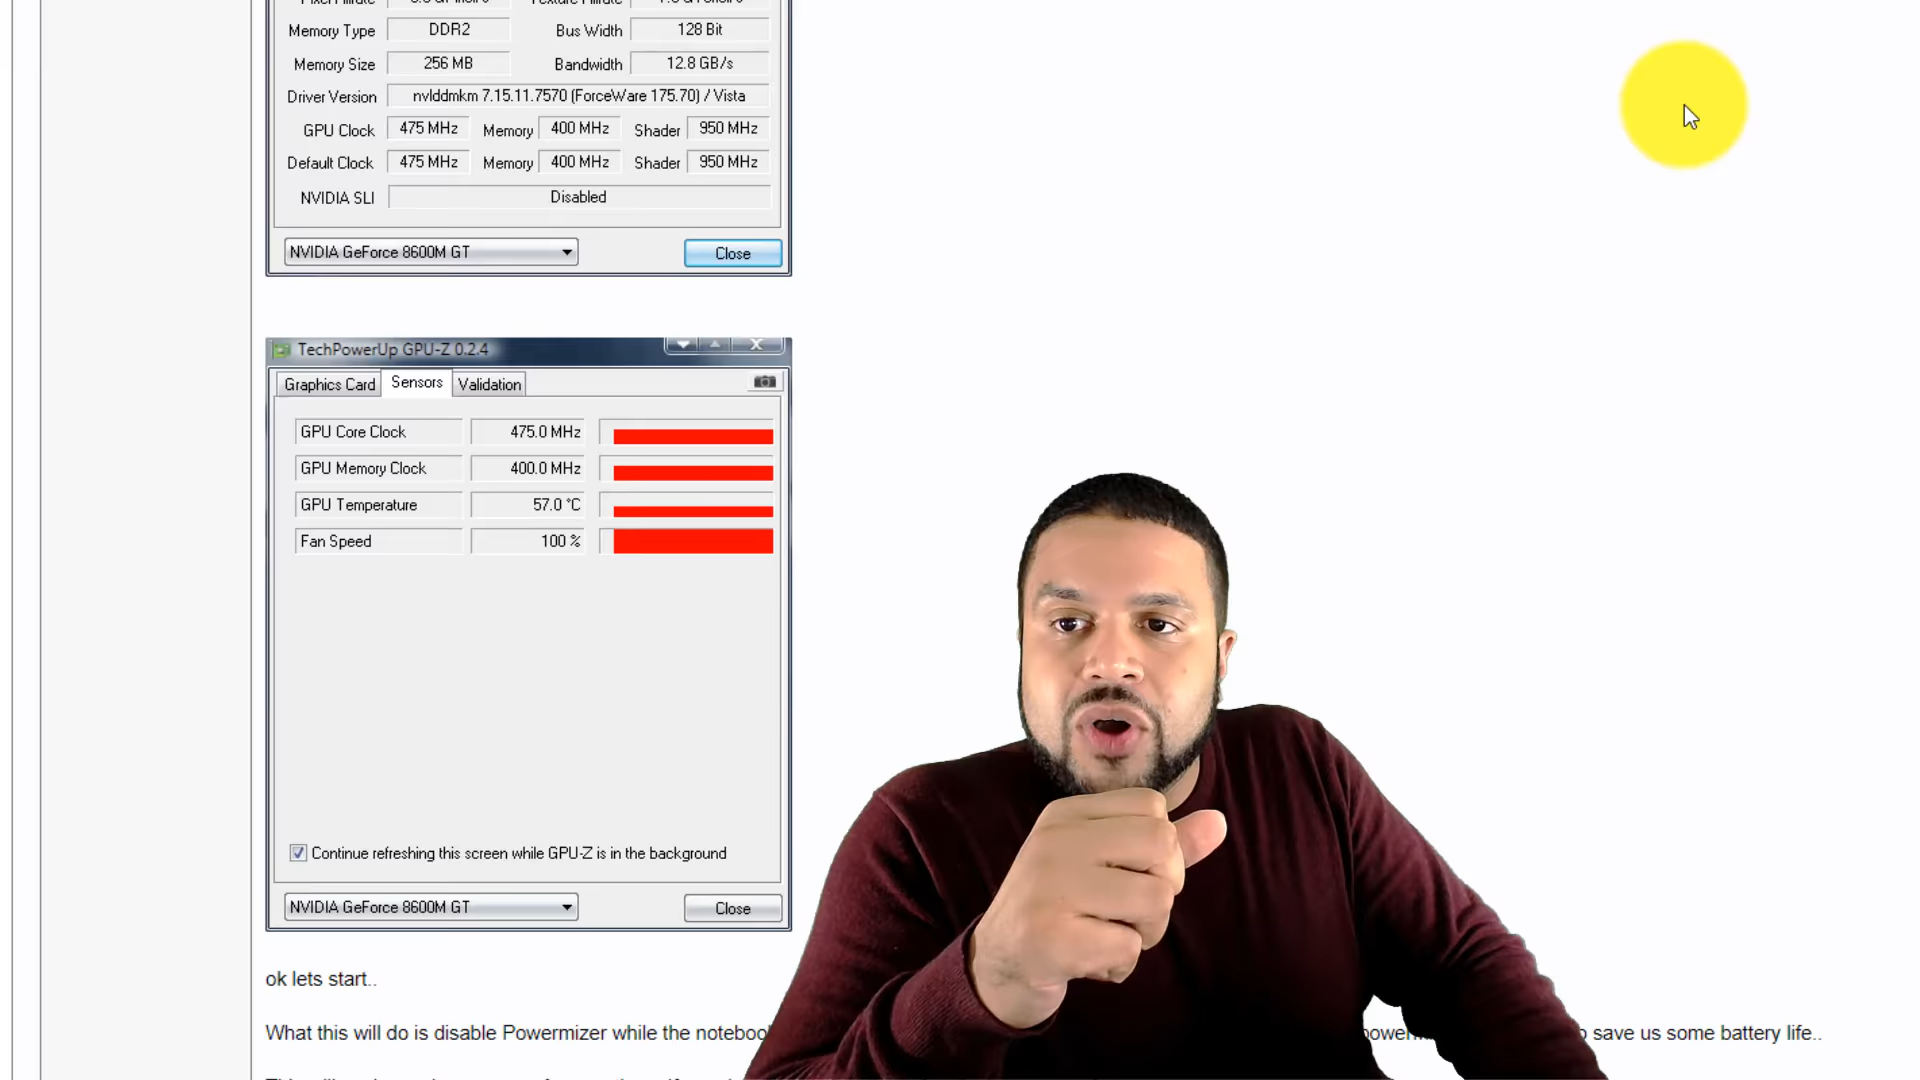 Memory Type DDR2 Bus Width 128 Bit
Memory Size 256 MB Bandwidth 12.8 GB/s
Driver Version nvlddmkm 7.15.11.7570 (ForceWare 175.70) / Vista
GPU Clock 475 MHz Memory 400 MHz Shader 950 MHz
Default Clock 475 MHz Memory 400 MHz Shader 950 MHz
NVIDIA SLI Disabled
NVIDIA GeForce 8600M GT Close
TechPowerUp GPU-Z 0.2.4
Graphics Card Sensors Validation
GPU Core Clock 475.0 MHz
GPU Memory Clock 400.0 MHz
GPU Temperature 57.0 °C
Fan Speed 100 %
Continue refreshing this screen while GPU-Z is in the background
NVIDIA GeForce 8600M GT Close
ok lets start..
What this will do is disable Powermizer while the save us some battery life..